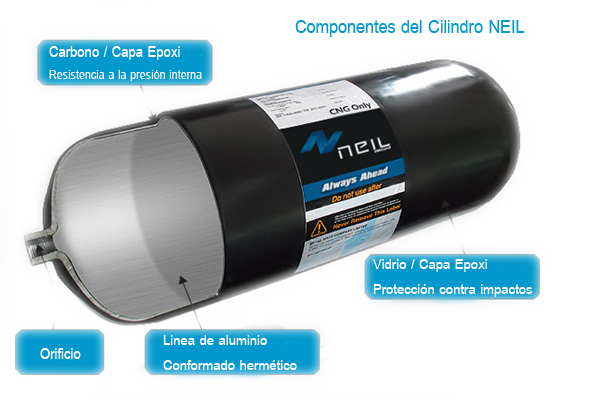 Componentes del Cilindro NEIL
Carbono / Capa Epoxi
Resistencia a la presión interna
CNG Only
neil
Always Ahead
Do not use after
Never Remove This Label
Vidrio / Capa Epoxi
Protección contra impactos
Linea de aluminio
Conformado hermético
Orificio